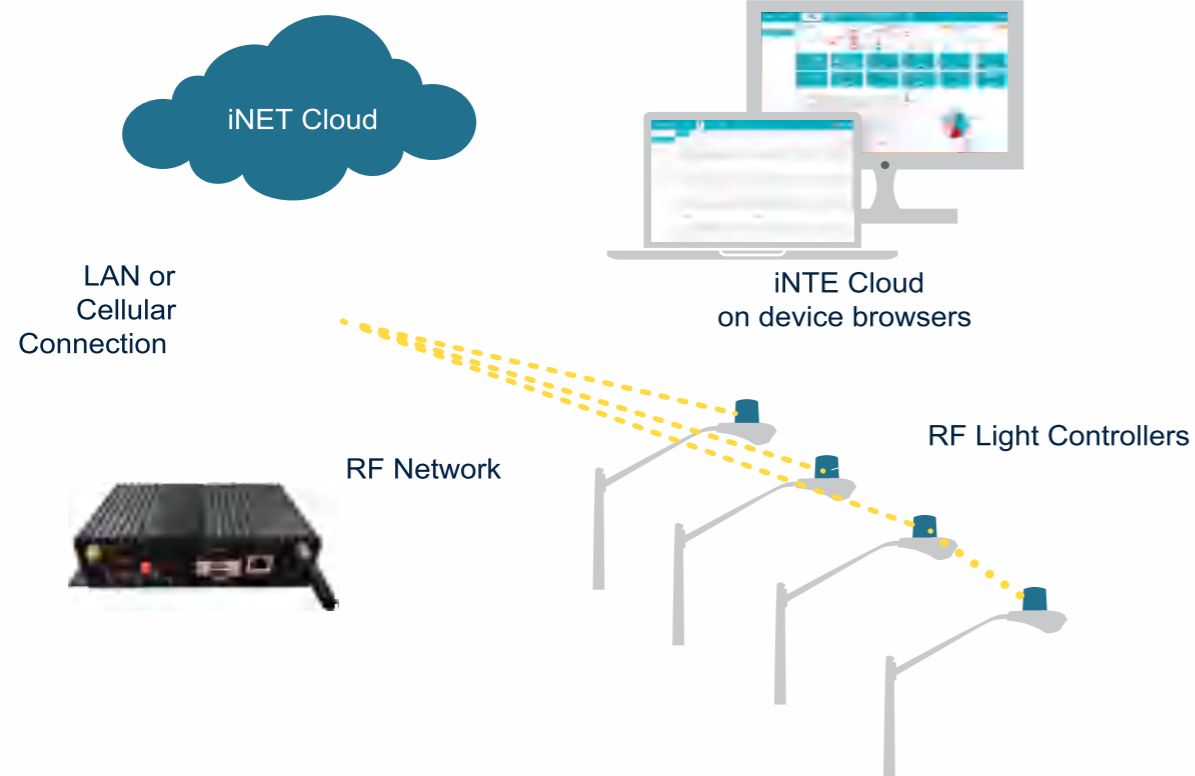 iNET Cloud
iNTE Cloud
on device browsers
LAN or
Cellular
Connection
RF Light Controllers
RF Network